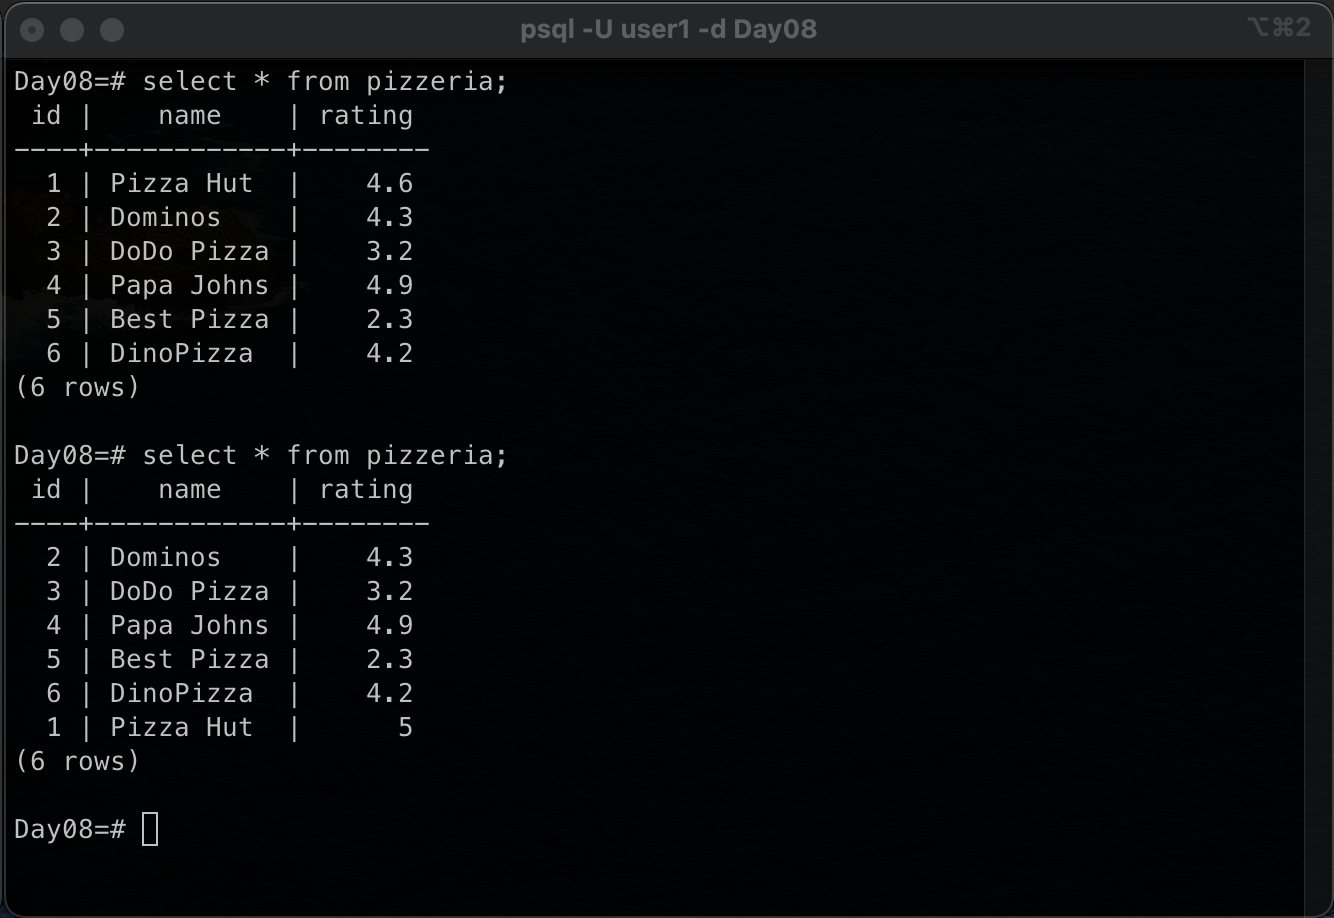 psql -U user1 -d Day08
⌥⌘2
Day08=# select * from pizzeria;
 id |    name    | rating
----+------------+--------
  1 | Pizza Hut  |    4.6
  2 | Dominos    |    4.3
  3 | DoDo Pizza |    3.2
  4 | Papa Johns |    4.9
  5 | Best Pizza |    2.3
  6 | DinoPizza  |    4.2
(6 rows)

Day08=# select * from pizzeria;
 id |    name    | rating
----+------------+--------
  2 | Dominos    |    4.3
  3 | DoDo Pizza |    3.2
  4 | Papa Johns |    4.9
  5 | Best Pizza |    2.3
  6 | DinoPizza  |    4.2
  1 | Pizza Hut  |      5
(6 rows)

Day08=#